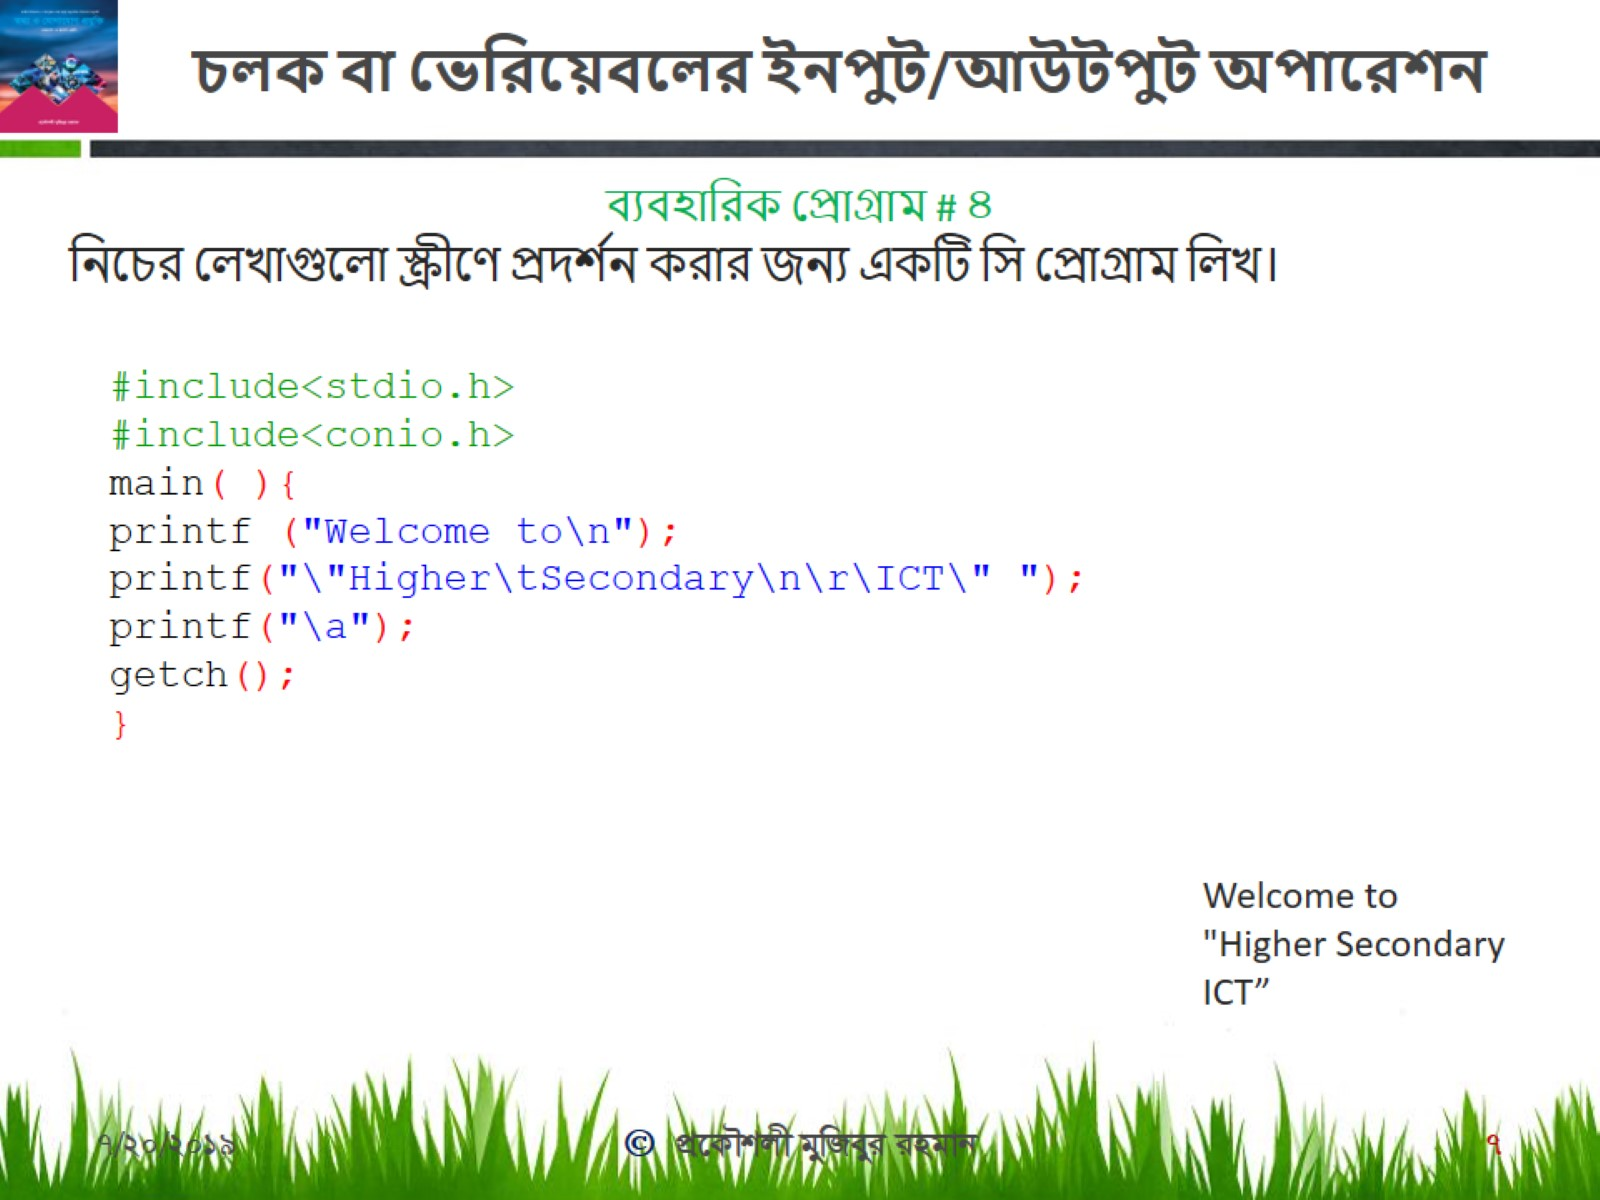 চলক বা ভেরিয়েবলের ইনপুট/আউটপুট অপারেশন
ব্যবহারিক প্রোগ্রাম # ৪
নিচের লেখাগুলো স্ক্রীণে প্রদর্শন করার জন্য একটি সি প্রোগ্রাম লিখ।
#include<stdio.h>
#include<conio.h>
main( ){
printf ("Welcome to\n");
printf("\"Higher\tSecondary\n\r\ICT\" ");
printf("\a");
getch();
}
Welcome to
"Higher Secondary
ICT”
৭/২০/২০১৯
© প্রকৌশলী মুজিবুর রহমান
৭